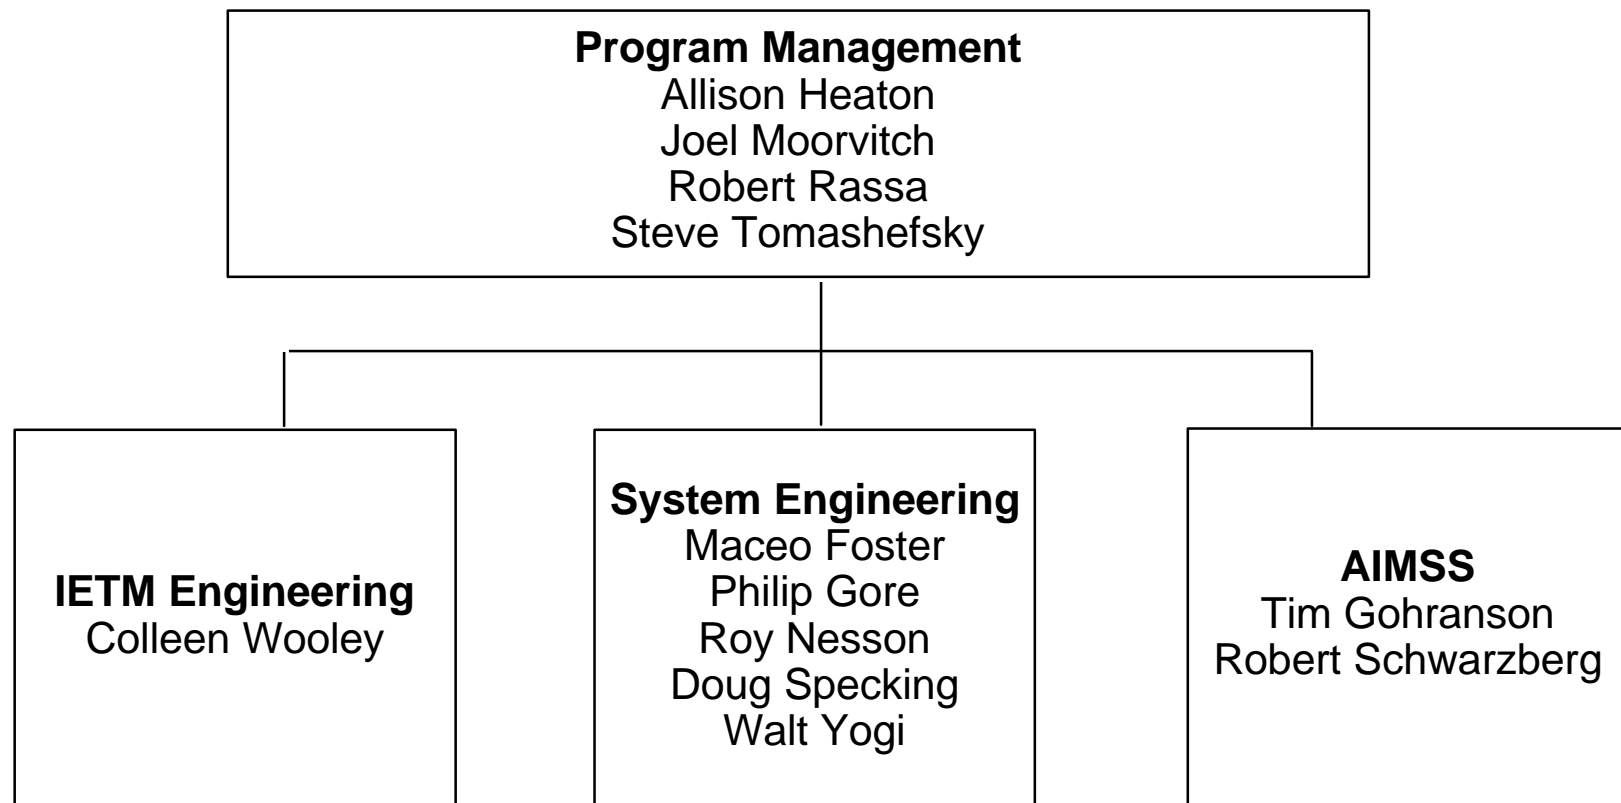 Program Management
Allison Heaton
Joel Moorvitch
Robert Rassa
Steve Tomashefsky
IETM Engineering
Colleen Wooley
System Engineering
Maceo Foster
Philip Gore
Roy Nesson
Doug Specking
Walt Yogi
AIMSS
Tim Gohranson
Robert Schwarzberg